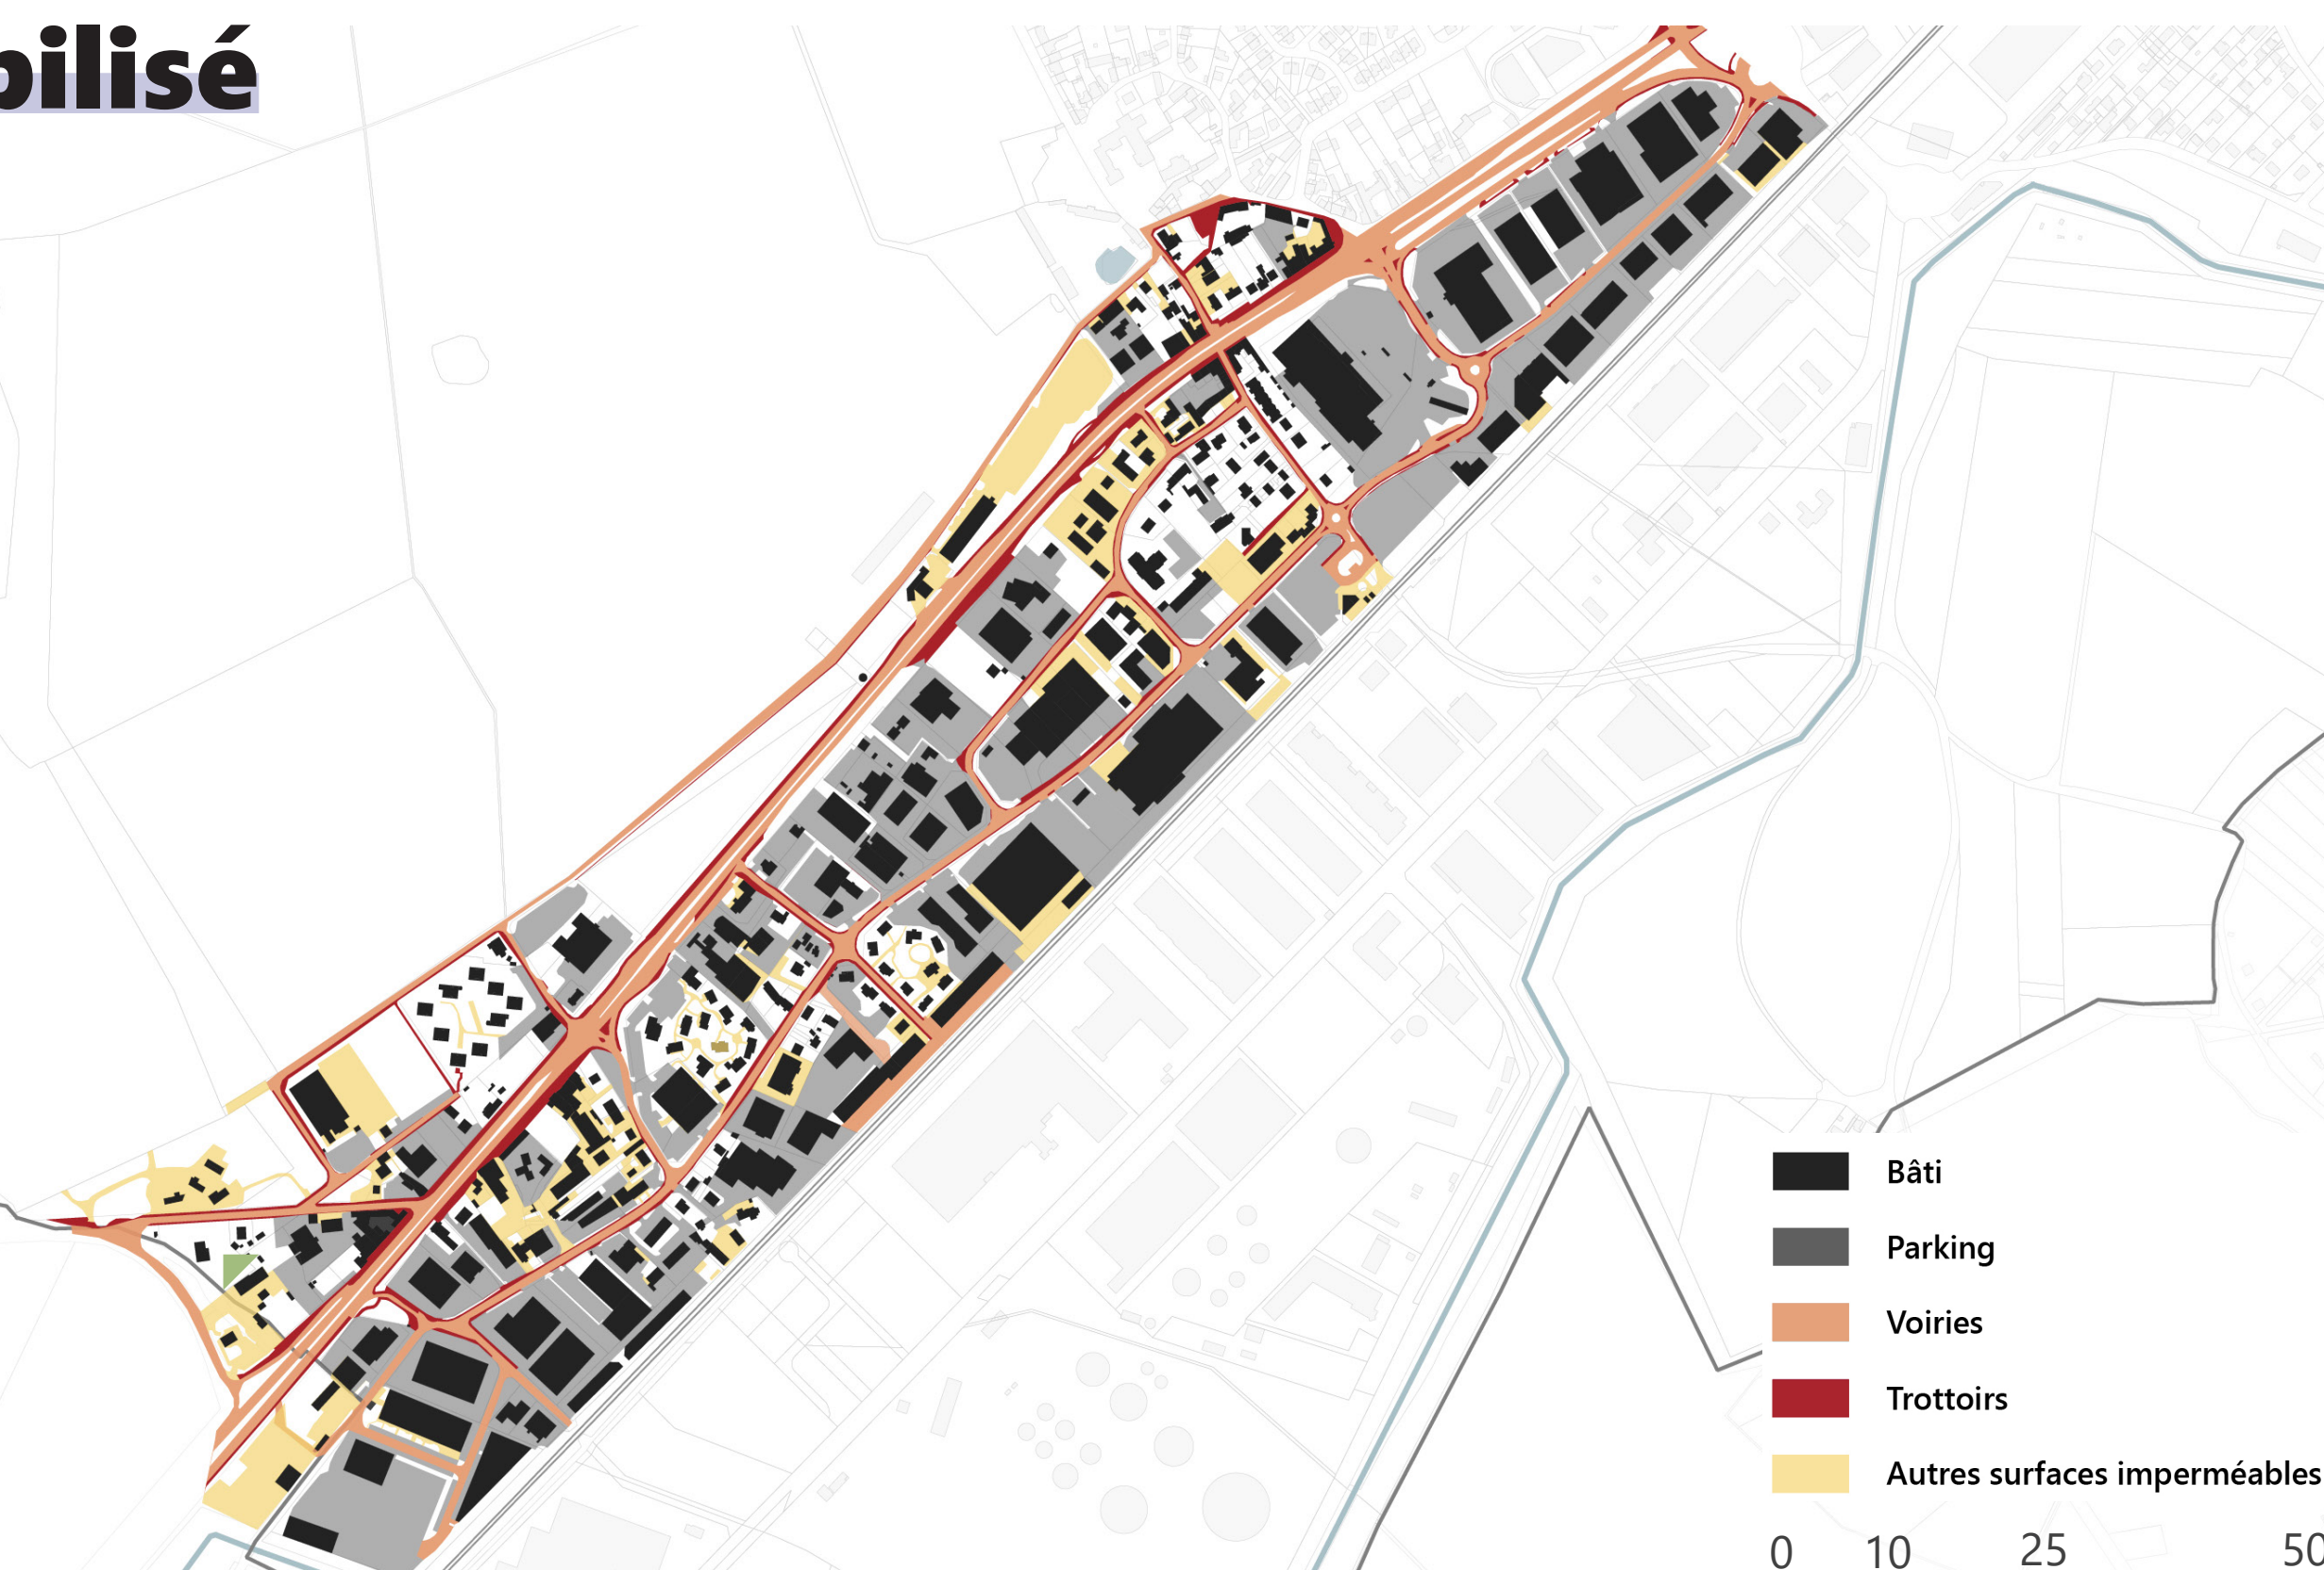 bilisé
Bâti
Parking
Voiries
Trottoirs
Autres surfaces imperméables
0 10 25 50